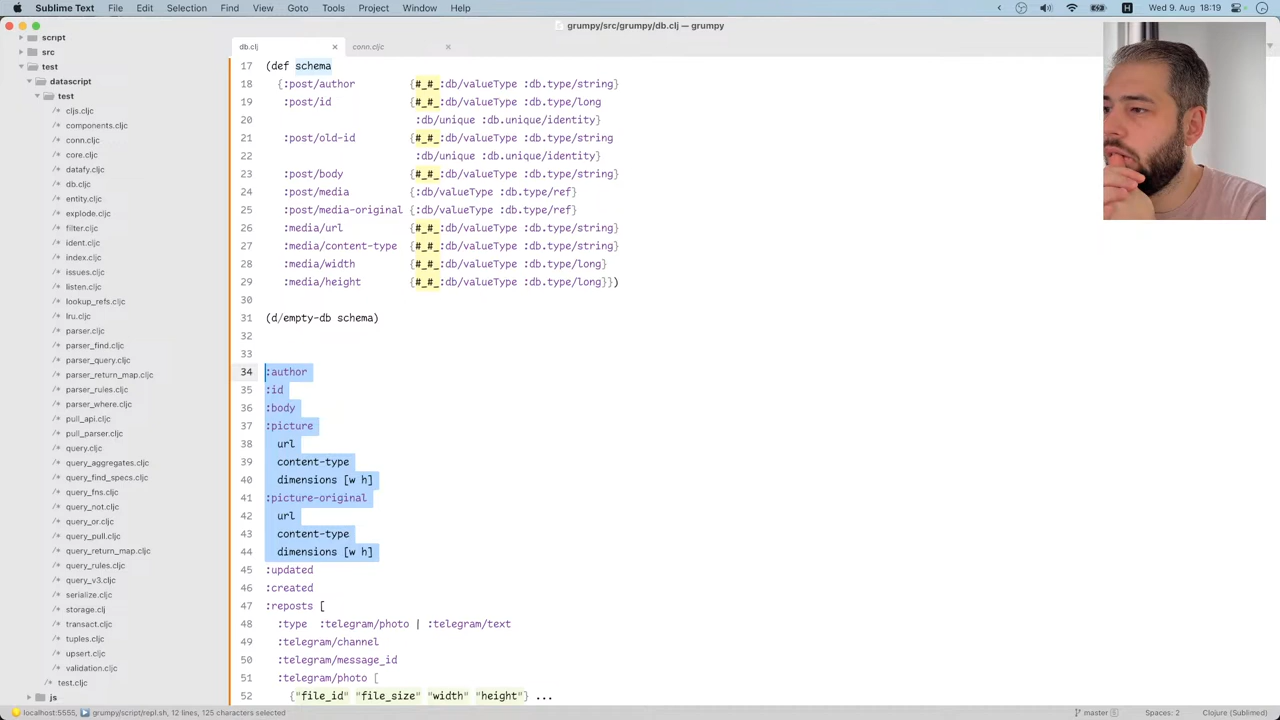 Sublime Text File Edit Selection Find View Goto Tools Project Window Help
Wed 9. Aug 18:19
grumpy/src/grumpy/db.clj — grumpy
script
src
test
datascript
test
cljs.cljc
components.cljc
conn.cljc
core.cljc
datafy.cljc
db.cljc
entity.cljc
explode.cljc
filter.cljc
ident.cljc
index.cljc
issues.cljc
listen.cljc
lookup_refs.cljc
lru.cljc
parser.cljc
parser_find.cljc
parser_query.cljc
parser_return_map.cljc
parser_rules.cljc
parser_where.cljc
pull_api.cljc
pull_parser.cljc
query.cljc
query_aggregates.cljc
query_find_specs.cljc
query_fns.cljc
query_not.cljc
query_or.cljc
query_pull.cljc
query_return_map.cljc
query_rules.cljc
query_v3.cljc
serialize.cljc
storage.clj
transact.cljc
tuples.cljc
upsert.cljc
validation.cljc
test.cljc
js
db.clj
conn.cljc
17 (def schema
18 {:post/author {#_#_:db/valueType :db.type/string}
19 :post/id {#_#_:db/valueType :db.type/long
20 :db/unique :db.unique/identity}
21 :post/old-id {#_#_:db/valueType :db.type/string
22 :db/unique :db.unique/identity}
23 :post/body {#_#_:db/valueType :db.type/string}
24 :post/media {:db/valueType :db.type/ref}
25 :post/media-original {:db/valueType :db.type/ref}
26 :media/url {#_#_:db/valueType :db.type/string}
27 :media/content-type {#_#_:db/valueType :db.type/string}
28 :media/width {#_#_:db/valueType :db.type/long}
29 :media/height {#_#_:db/valueType :db.type/long}})
30
31 (d/empty-db schema)
32
33
34 :author
35 :id
36 :body
37 :picture
38 url
39 content-type
40 dimensions [w h]
41 :picture-original
42 url
43 content-type
44 dimensions [w h]
45 :updated
46 :created
47 :reposts [
48 :type :telegram/photo | :telegram/text
49 :telegram/channel
50 :telegram/message_id
51 :telegram/photo [
52 {"file_id" "file_size" "width" "height"} ...
localhost:5555, grumpy/script/repl.sh, 12 lines, 125 characters selected
master 5 Spaces: 2 Clojure (Sublimed)